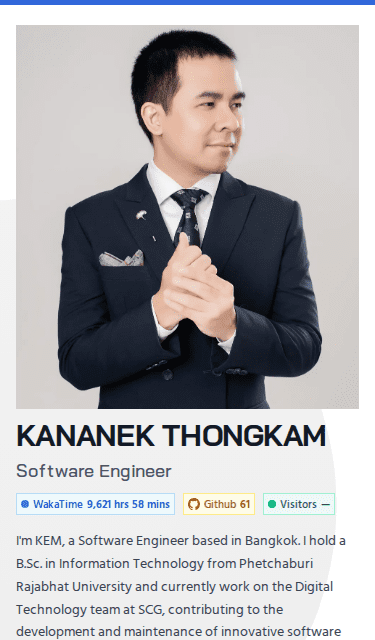 KANANEK THONGKAM
Software Engineer
WakaTime 9,621 hrs 58 mins Github 61 Visitors —
I'm KEM, a Software Engineer based in Bangkok. I hold a
B.Sc. in Information Technology from Phetchaburi
Rajabhat University and currently work on the Digital
Technology team at SCG, contributing to the
development and maintenance of innovative software